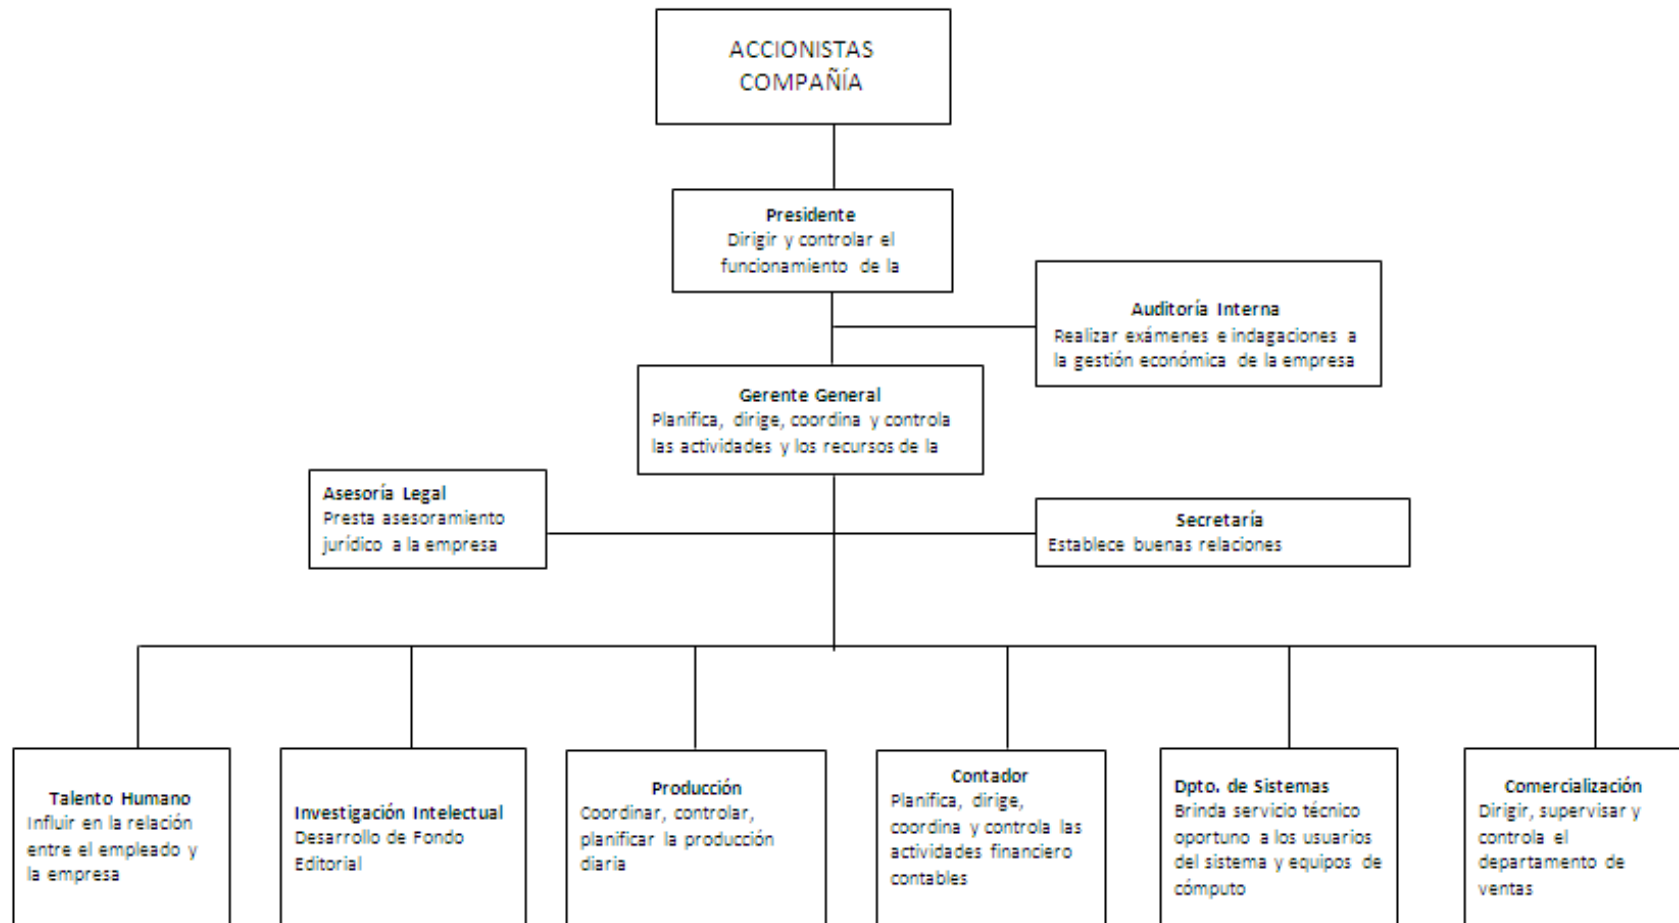 ACCIONISTAS
COMPAÑÍA
Presidente
Dirigir y controlar el
funcionamiento de la
Auditoría Interna
Realizar exámenes e indagaciones a
la gestión económica de la empresa
Gerente General
Planifica, dirige, coordina y controla
las actividades y los recursos de la
Asesoría Legal
Presta asesoramiento
jurídico a la empresa
Secretaría
Establece buenas relaciones
Talento Humano
Influir en la relación
entre el empleado y
la empresa
Investigación Intelectual
Desarrollo de Fondo
Editorial
Producción
Coordinar, controlar,
planificar la producción
diaria
Contador
Planifica, dirige,
coordina y controla las
actividades financiero
contables
Dpto. de Sistemas
Brinda servicio técnico
oportuno a los usuarios
del sistema y equipos de
cómputo
Comercialización
Dirigir, supervisar y
controla el
departamento de
ventas